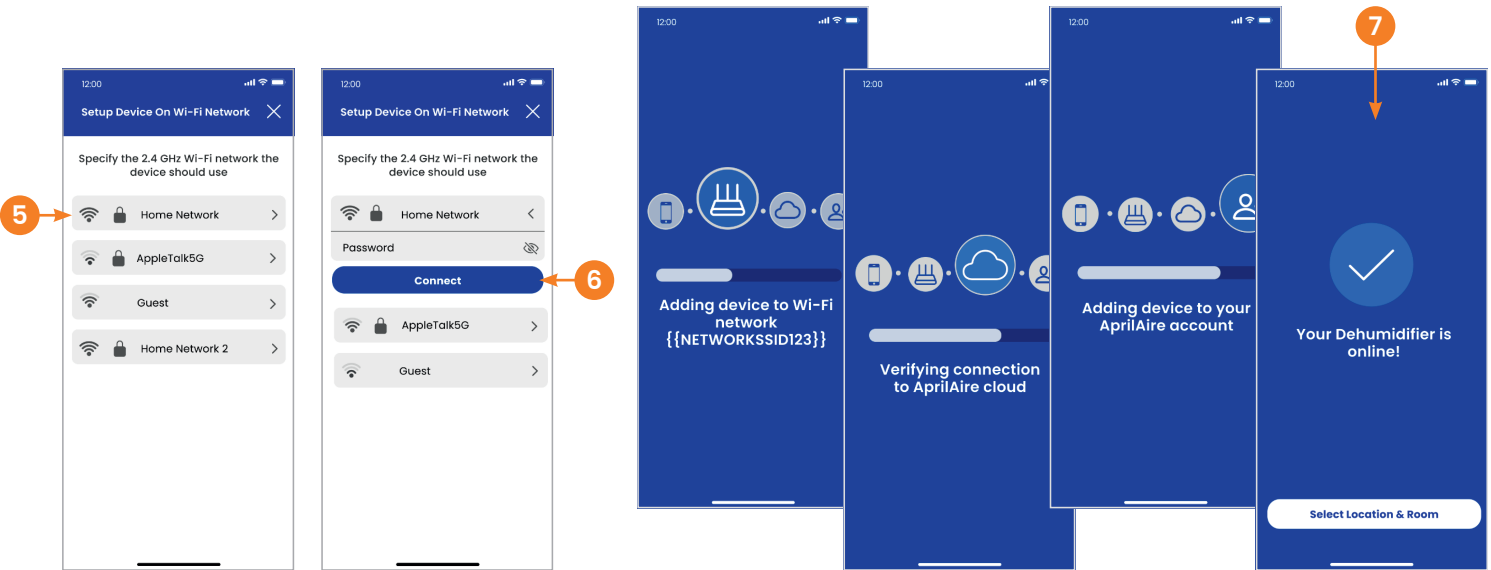 12:00
Setup Device On Wi-Fi Network
Specify the 2.4 GHz Wi-Fi network the
device should use
5
Home Network
AppleTalk5G
Guest
Home Network 2
12:00
Setup Device On Wi-Fi Network
Specify the 2.4 GHz Wi-Fi network the
device should use
Home Network
Password
Connect
6
AppleTalk5G
Guest
12:00
Adding device to Wi-Fi
network
{{NETWORKSSID123}}
12:00
Verifying connection
to AprilAire cloud
12:00
Adding device to your
AprilAire account
7
12:00
Your Dehumidifier is
online!
Select Location & Room